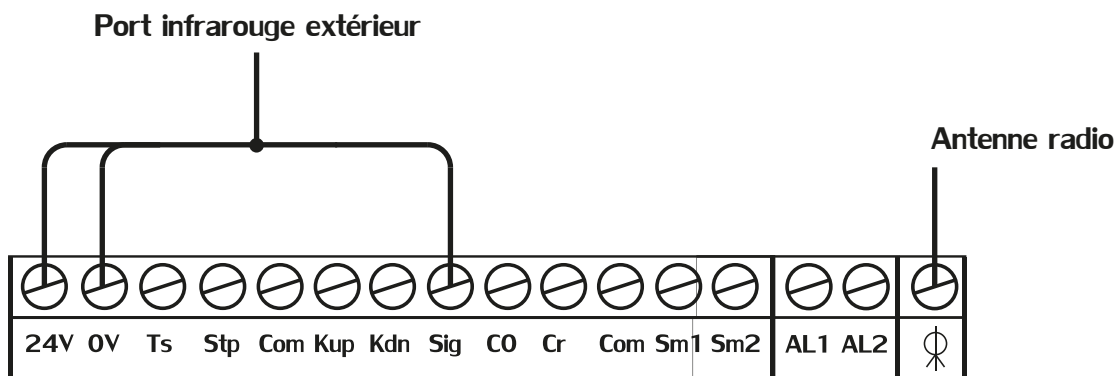 Port infrarouge extérieur
Antenne radio
24V 0V Ts Stp Com Kup Kdn Sig C0 Cr Com Sm1 Sm2 AL1 AL2